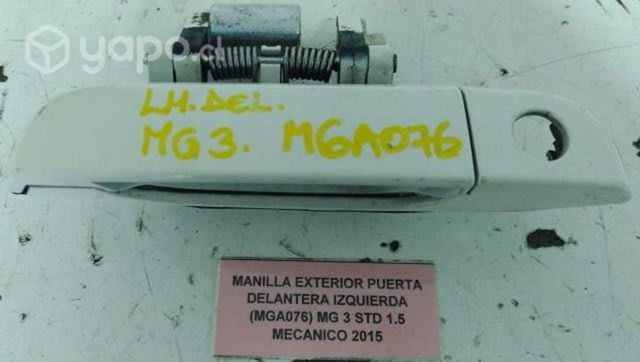 yapo.cl
LH.DEL.
MG3. MGA076
MANILLA EXTERIOR PUERTA
DELANTERA IZQUIERDA
(MGA076) MG 3 STD 1.5
MECANICO 2015